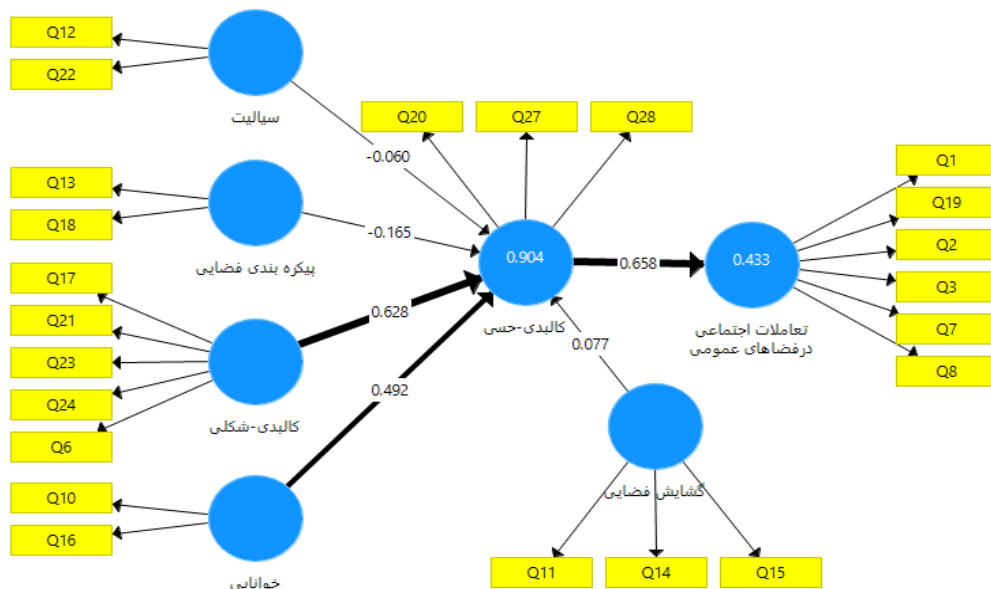 Q12
Q22
سیالیت
-0.060
Q20
Q27
Q28
Q13
Q18
پیکره بندی فضایی
-0.165
0.904
کالبدی-حسی
0.658
0.433
تعاملات اجتماعی
درفضاهای عمومی
Q1
Q19
Q2
Q3
Q7
Q8
Q17
Q21
Q23
Q24
Q6
کالبدی-شکلی
0.628
0.492
0.077
گشایش فضایی
Q10
Q16
خوانایی
Q11
Q14
Q15